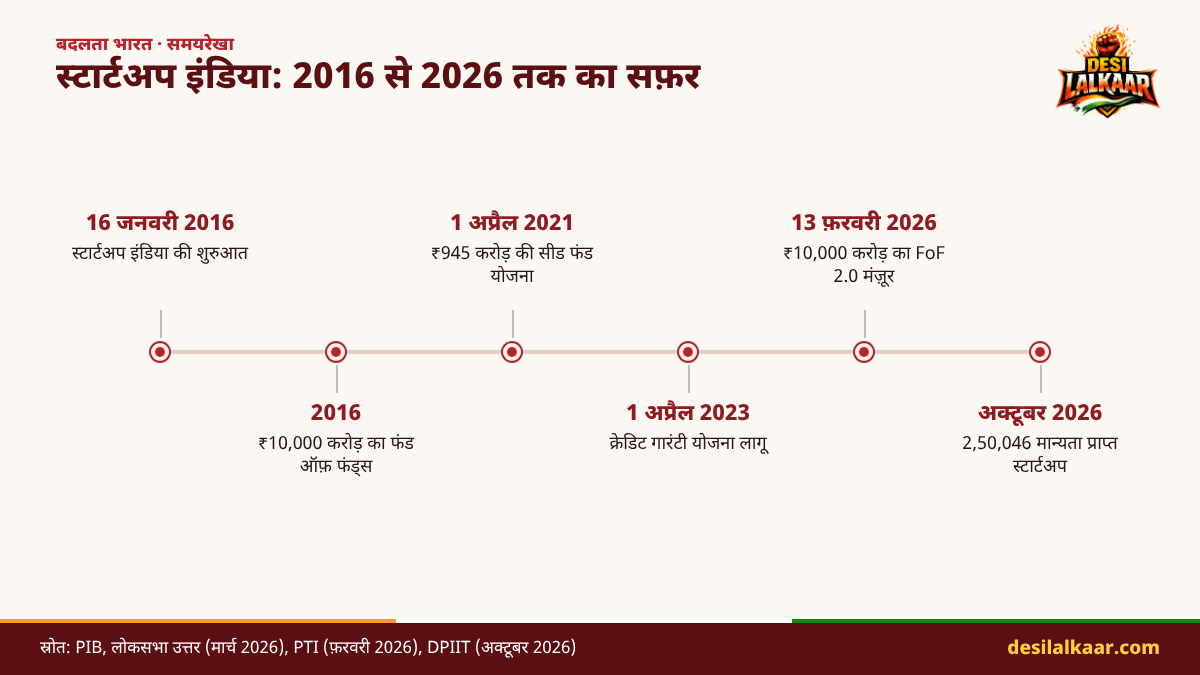 बदलता भारत · समयरेखा
स्टार्टअप इंडिया: 2016 से 2026 तक का सफ़र
DESI
LALKAAR
16 जनवरी 2016
स्टार्टअप इंडिया की शुरुआत
1 अप्रैल 2021
₹945 करोड़ की सीड फंड
योजना
13 फ़रवरी 2026
₹10,000 करोड़ का FoF
2.0 मंज़ूर
2016
₹10,000 करोड़ का फंड
ऑफ़ फंड्स
1 अप्रैल 2023
क्रेडिट गारंटी योजना लागू
अक्टूबर 2026
2,50,046 मान्यता प्राप्त
स्टार्टअप
स्रोत: PIB, लोकसभा उत्तर (मार्च 2026), PTI (फ़रवरी 2026), DPIIT (अक्टूबर 2026)
desilalkaar.com